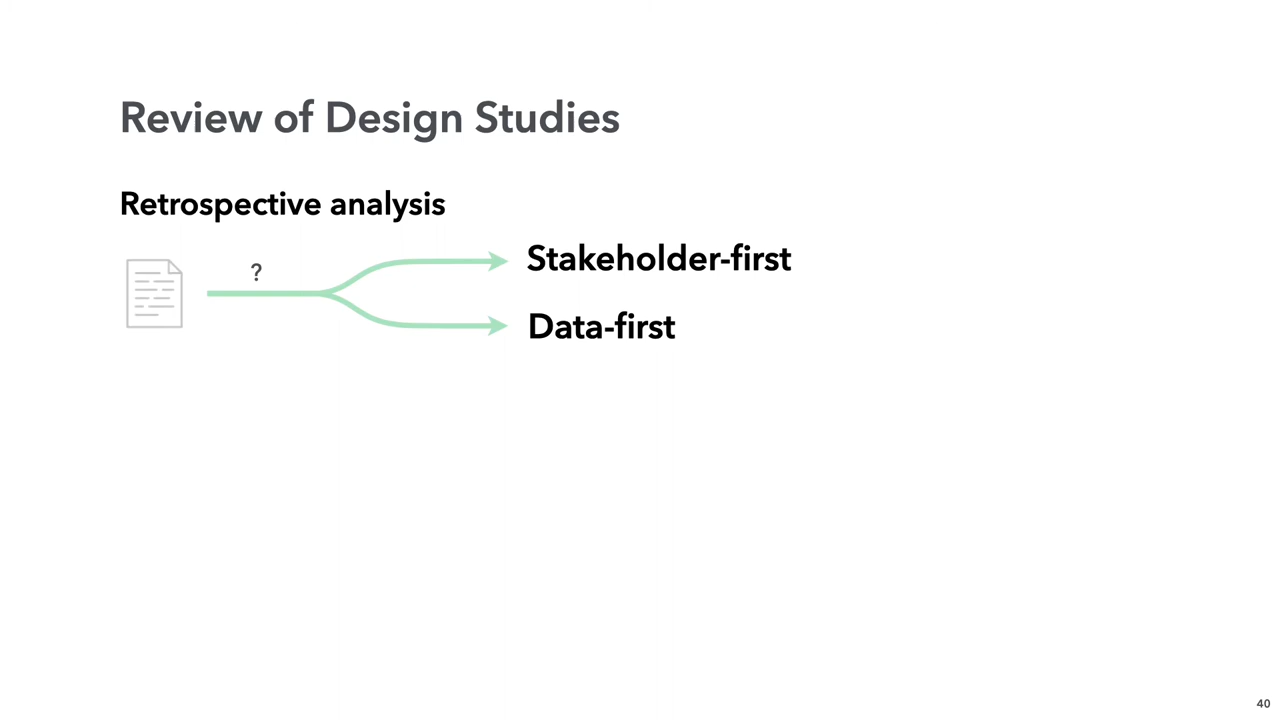 Review of Design Studies
Retrospective analysis
?
Stakeholder-first
Data-first
40